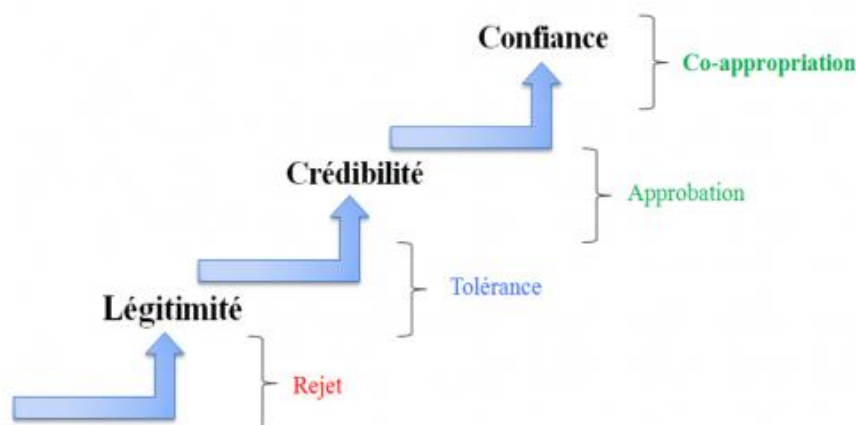 Confiance
Co-appropriation
Crédibilité
Approbation
Tolérance
Légitimité
Rejet